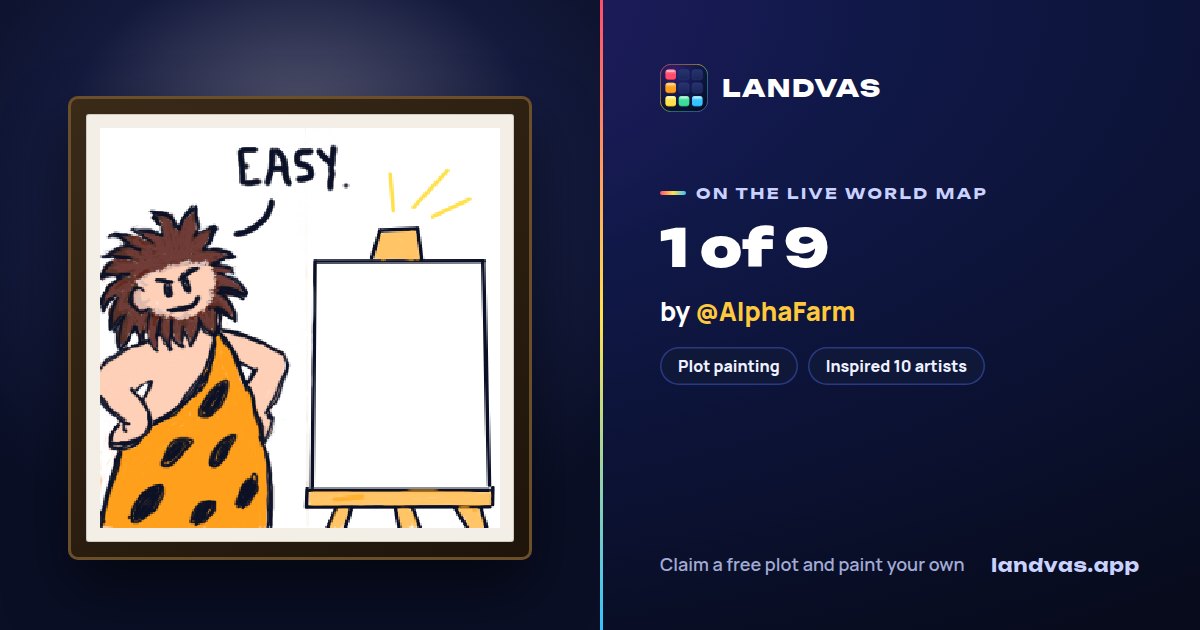 EASY.
LANDVAS
ON THE LIVE WORLD MAP
1 of 9
by @AlphaFarm
Plot painting
Inspired 10 artists
Claim a free plot and paint your own
landvas.app